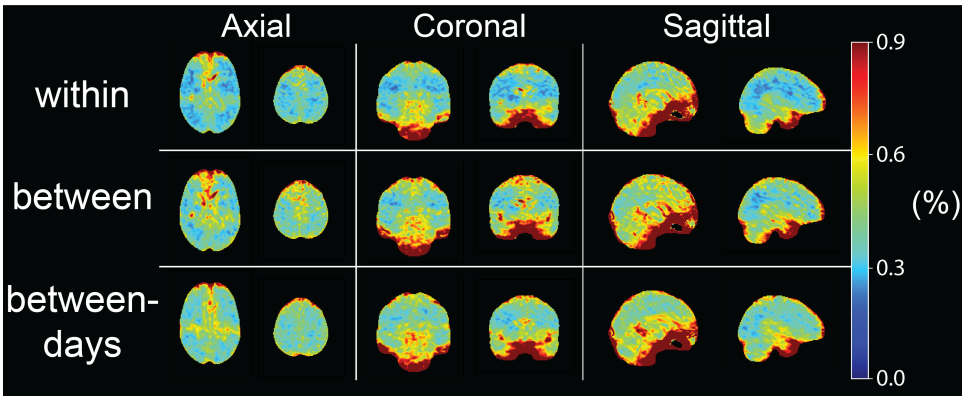 Axial Coronal Sagittal
within
between
between-
days
0.9
0.6
0.3
0.0
(%)